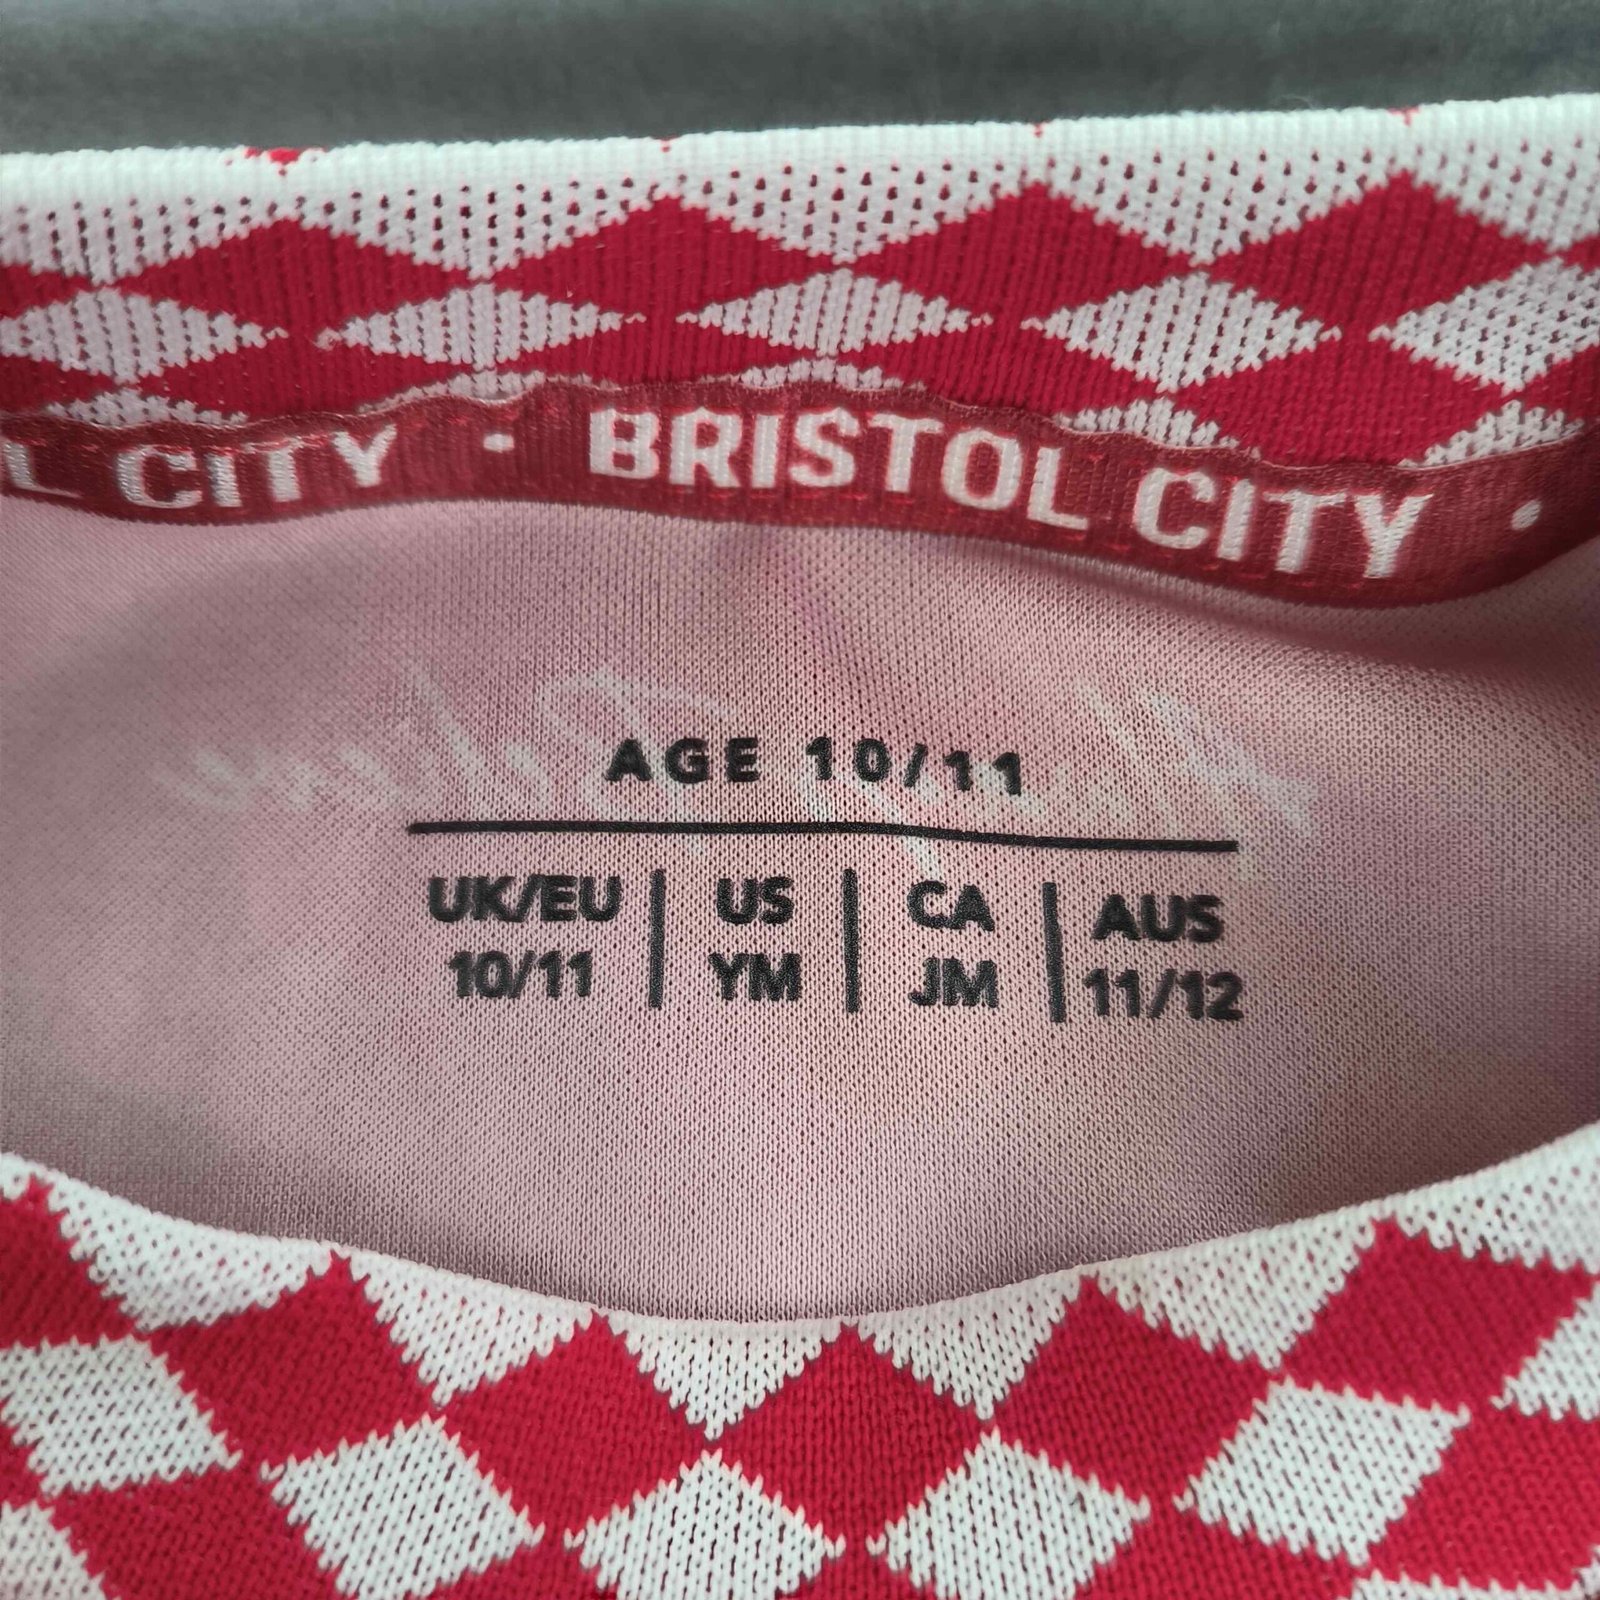 L CITY · BRISTOL CITY ·
AGE 10/11
UK/EU | US | CA | AUS
10/11 | YM | JM | 11/12